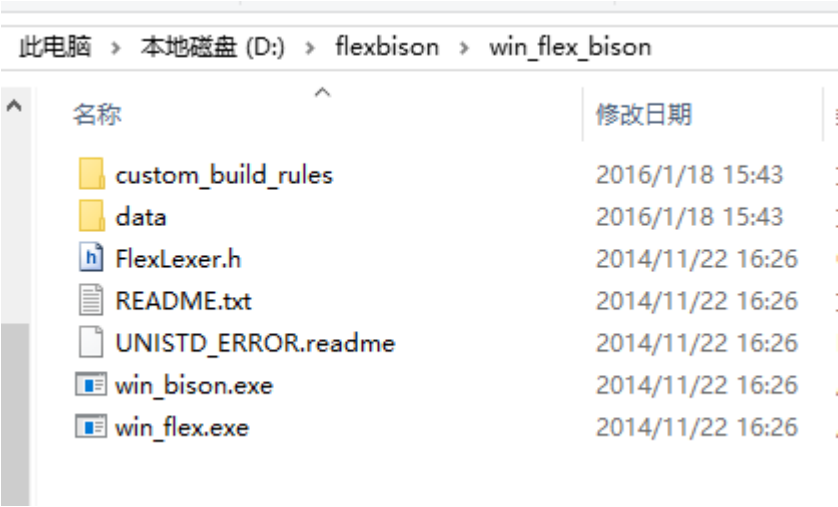 此电脑 > 本地磁盘 (D:) > flexbison > win_flex_bison
名称 修改日期
custom_build_rules 2016/1/18 15:43
data 2016/1/18 15:43
FlexLexer.h 2014/11/22 16:26
README.txt 2014/11/22 16:26
UNISTD_ERROR.readme 2014/11/22 16:26
win_bison.exe 2014/11/22 16:26
win_flex.exe 2014/11/22 16:26